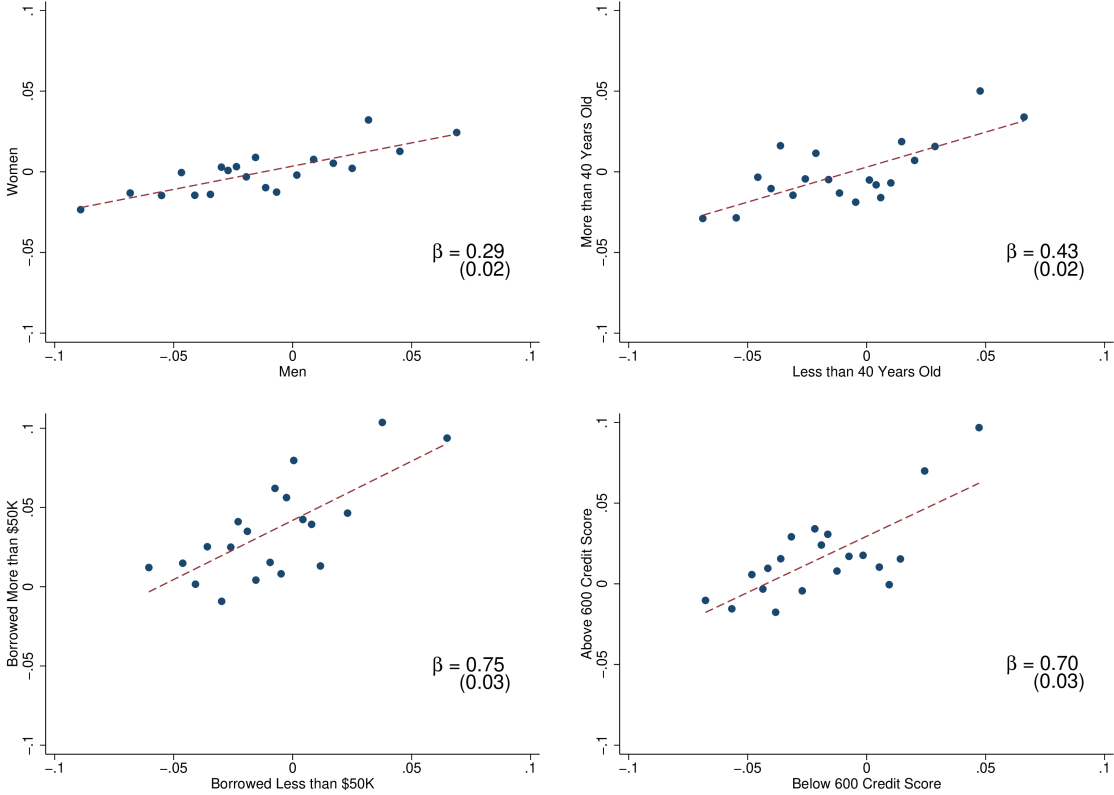 .1
.05
0
−.05
−.1
Women
β = 0.29
(0.02)
−.1 −.05 0 .05 .1
Men
.1
.05
0
−.05
−.1
More than 40 Years Old
β = 0.43
(0.02)
−.1 −.05 0 .05 .1
Less than 40 Years Old
.1
.05
0
−.05
−.1
Borrowed More than $50K
β = 0.75
(0.03)
−.1 −.05 0 .05 .1
Borrowed Less than $50K
.1
.05
0
−.05
−.1
Above 600 Credit Score
β = 0.70
(0.03)
−.1 −.05 0 .05 .1
Below 600 Credit Score